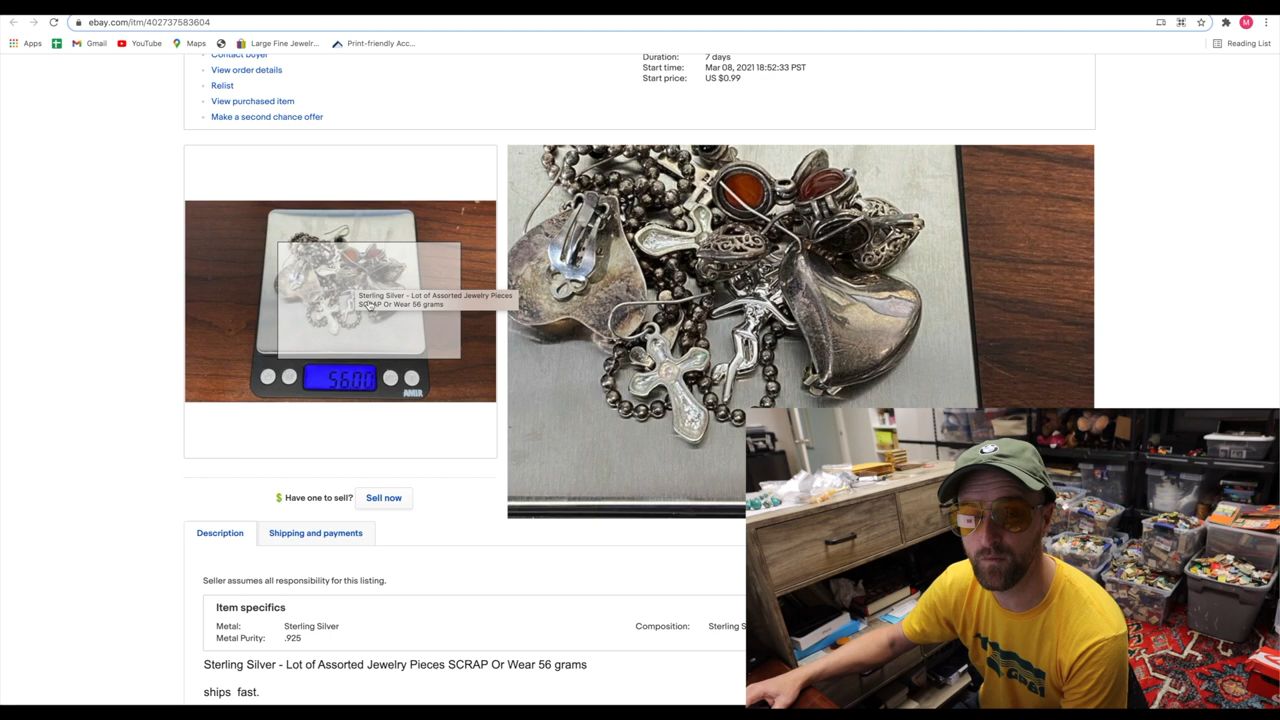 ebay.com/itm/402737583604
M
Apps
Gmail
YouTube
Maps
Large Fine Jewelr...
Print-friendly Acc...
Reading List
Contact buyer
View order details
Relist
View purchased item
Make a second chance offer
Duration: 7 days
Start time: Mar 08, 2021 18:52:33 PST
Start price: US $0.99
Sterling Silver - Lot of Assorted Jewelry Pieces
SCRAP Or Wear 56 grams
56.00
AMIR
Have one to sell? Sell now
Description
Shipping and payments
Seller assumes all responsibility for this listing.
Item specifics
Metal: Sterling Silver
Composition: Sterling S
Metal Purity: .925
Sterling Silver - Lot of Assorted Jewelry Pieces SCRAP Or Wear 56 grams
ships fast.